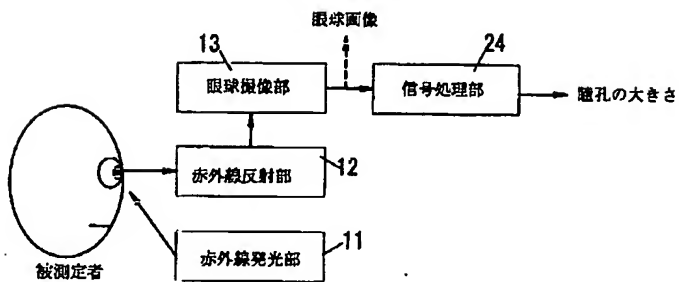 眼球画像
13
24
眼球撮像部
信号処理部
瞳孔の大きさ
赤外線反射部
12
赤外線発光部
11
被測定者